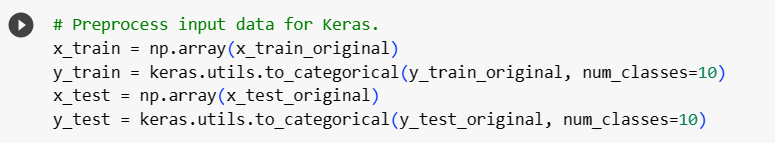 # Preprocess input data for Keras.
x_train = np.array(x_train_original)
y_train = keras.utils.to_categorical(y_train_original, num_classes=10)
x_test = np.array(x_test_original)
y_test = keras.utils.to_categorical(y_test_original, num_classes=10)